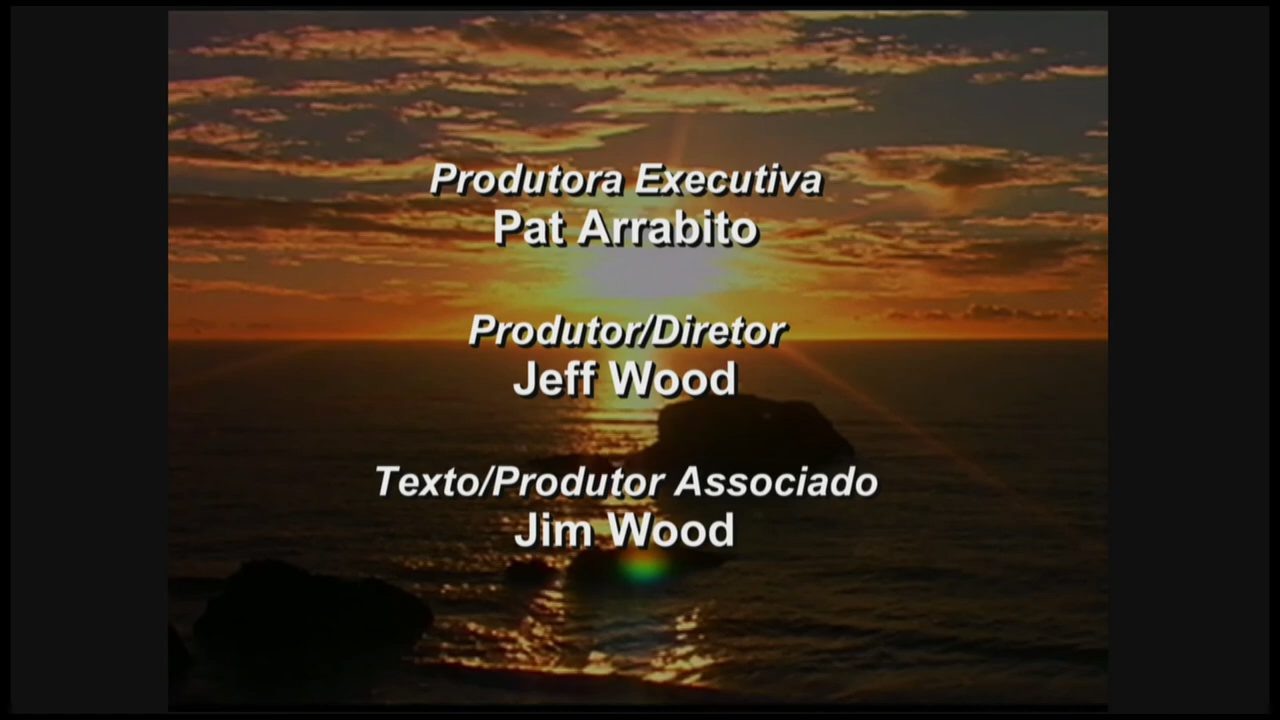 Produtora Executiva
Pat Arrabito
Produtor/Diretor
Jeff Wood
Texto/Produtor Associado
Jim Wood